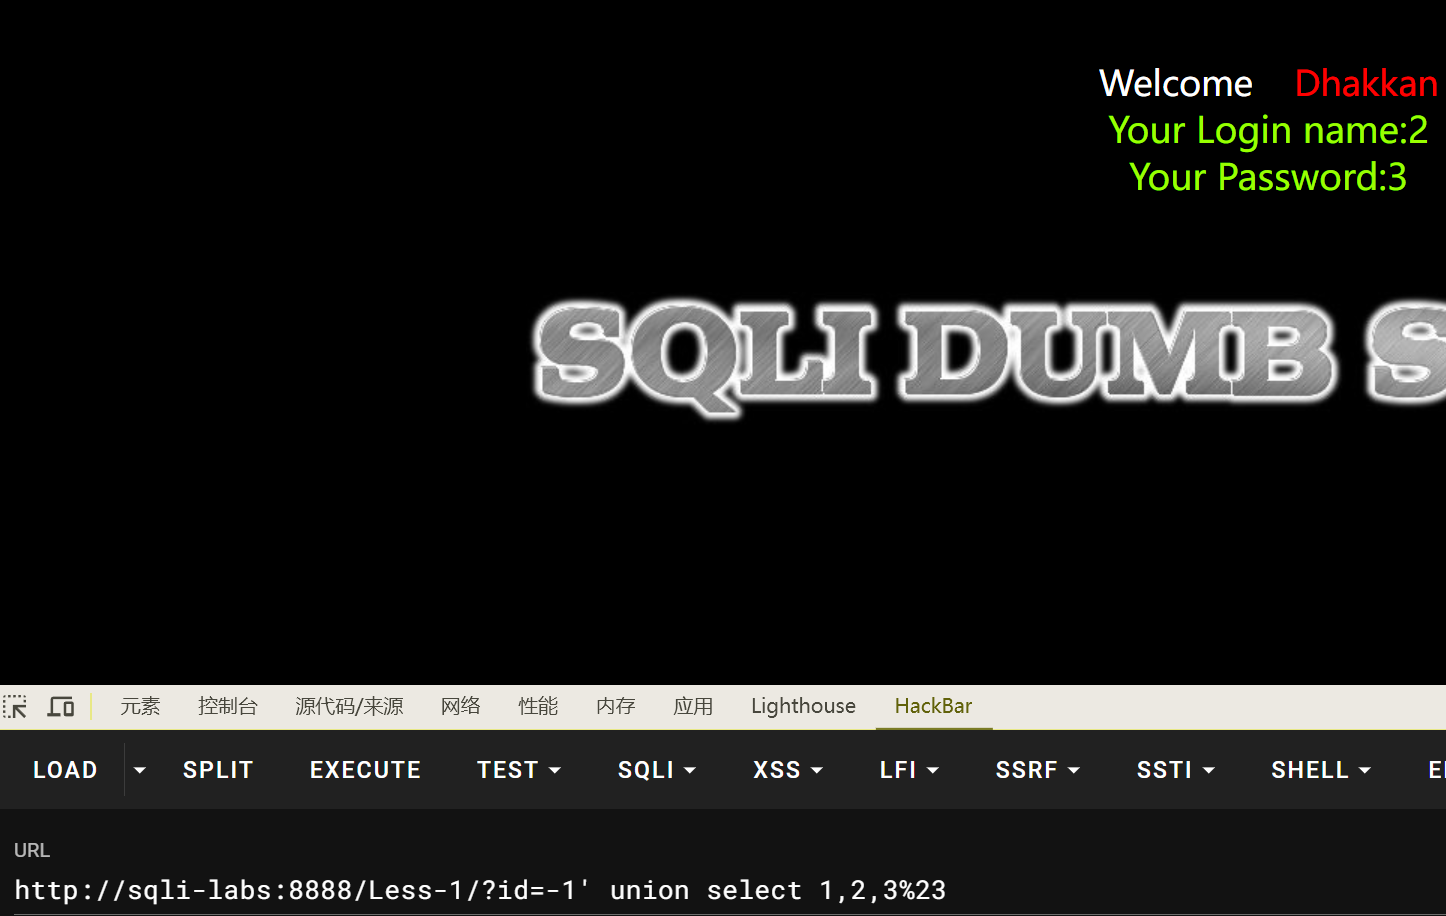 Welcome Dhakkan
Your Login name:2
Your Password:3
SQLI DUMB S
元素 控制台 源代码/来源 网络 性能 内存 应用 Lighthouse HackBar
LOAD SPLIT EXECUTE TEST SQLI XSS LFI SSRF SSTI SHELL
URL
http://sqli-labs:8888/Less-1/?id=-1' union select 1,2,3%23